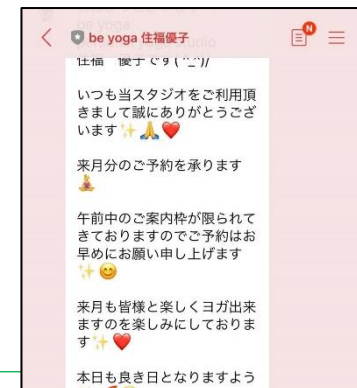 be yoga 住福優子
N
住福　優子です( ^_^)/
いつも当スタジオをご利用頂
きまして誠にありがとうござ
います✨🙏❤️
来月分のご予約を承ります
🧘
午前中のご案内枠が限られて
きておりますのでご予約はお
早めにお願い申し上げます
✨😊
来月も皆様と楽しくヨガ出来
ますのを楽しみにしておりま
す✨❤️
本日も良き日となりますよう